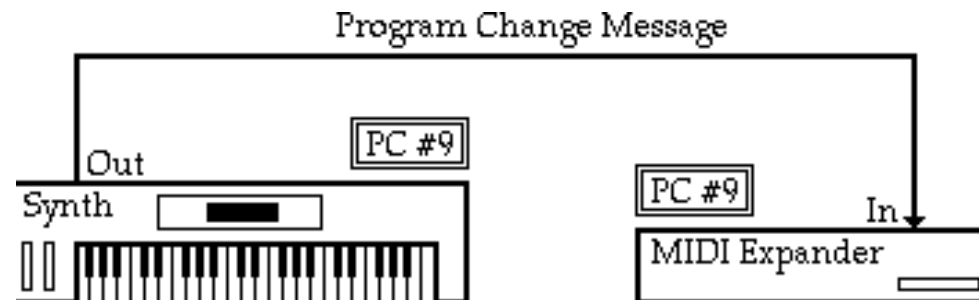 Program Change Message
PC #9
Out
PC #9
Synth
In
MIDI Expander